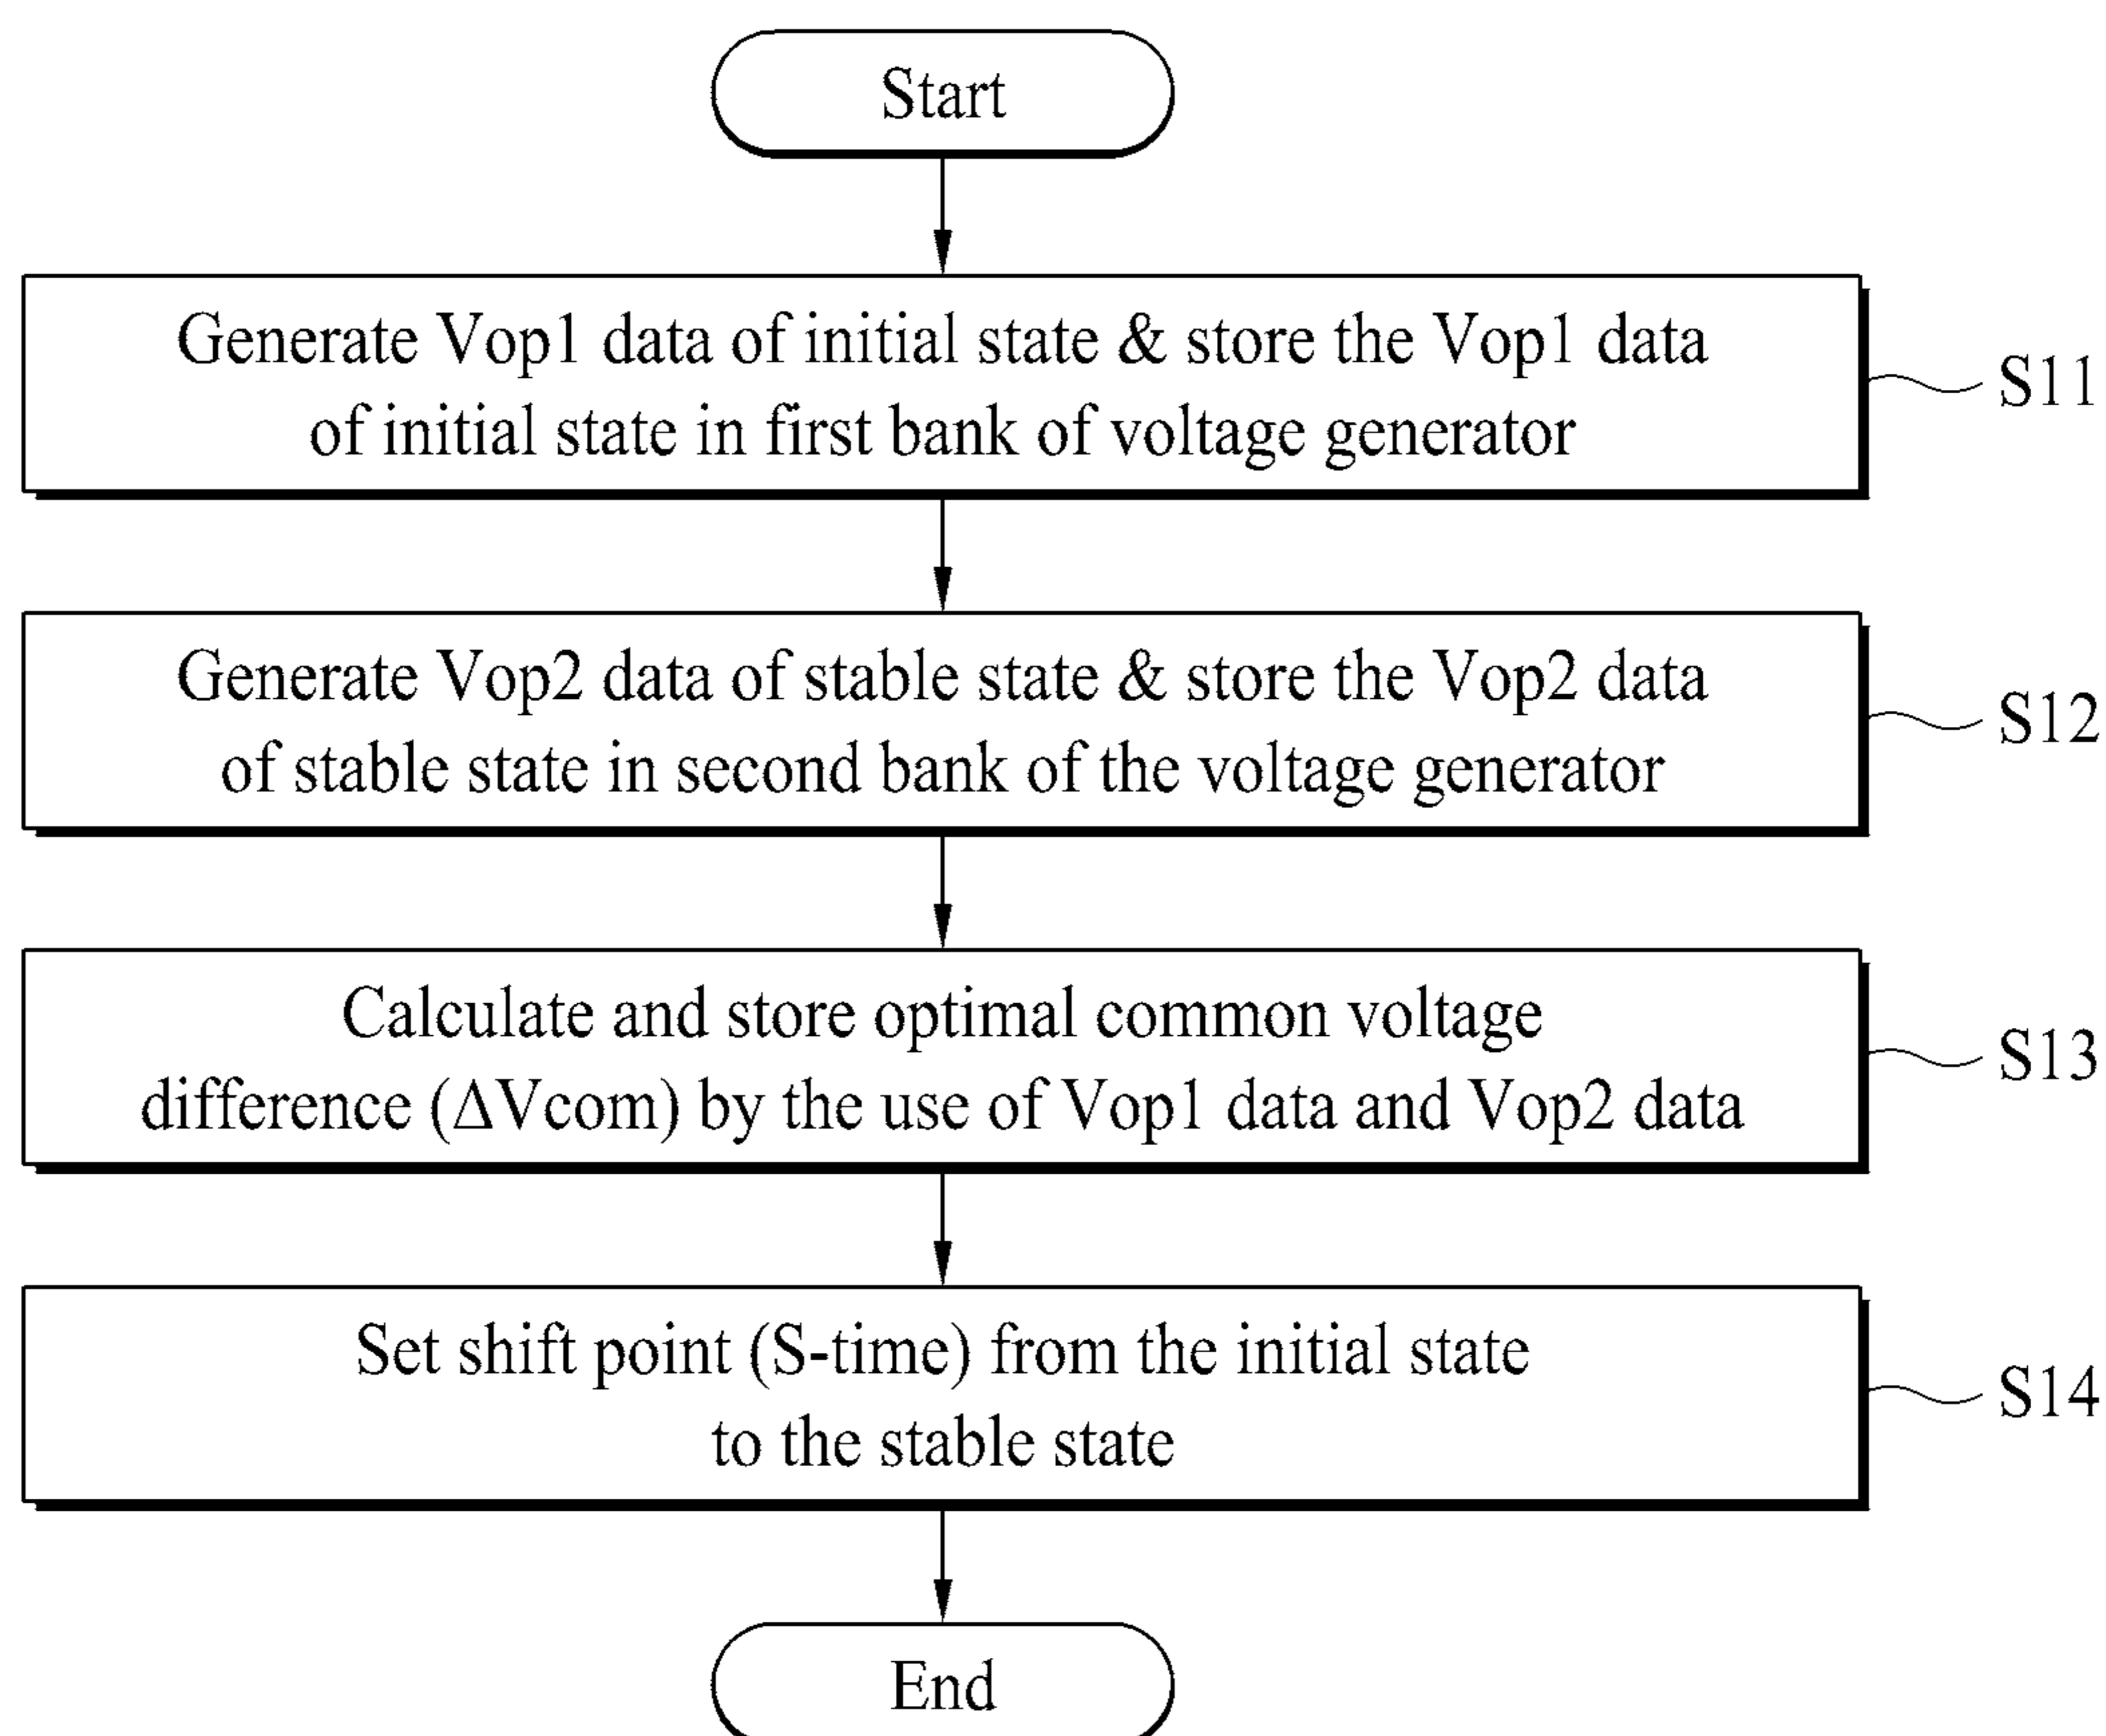 Start
Generate Vop1 data of initial state & store the Vop1 data
of initial state in first bank of voltage generator
S11
Generate Vop2 data of stable state & store the Vop2 data
of stable state in second bank of the voltage generator
S12
Calculate and store optimal common voltage
difference (ΔVcom) by the use of Vop1 data and Vop2 data
S13
Set shift point (S-time) from the initial state
to the stable state
S14
End